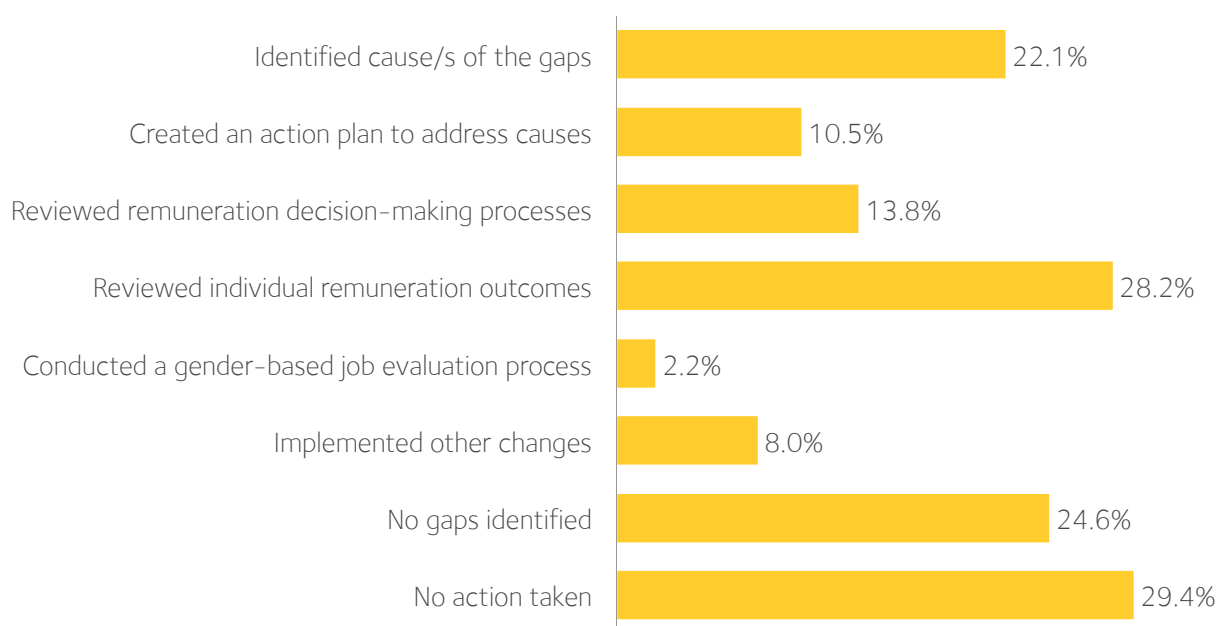 Identified cause/s of the gaps 22.1%
Created an action plan to address causes 10.5%
Reviewed remuneration decision-making processes 13.8%
Reviewed individual remuneration outcomes 28.2%
Conducted a gender-based job evaluation process 2.2%
Implemented other changes 8.0%
No gaps identified 24.6%
No action taken 29.4%